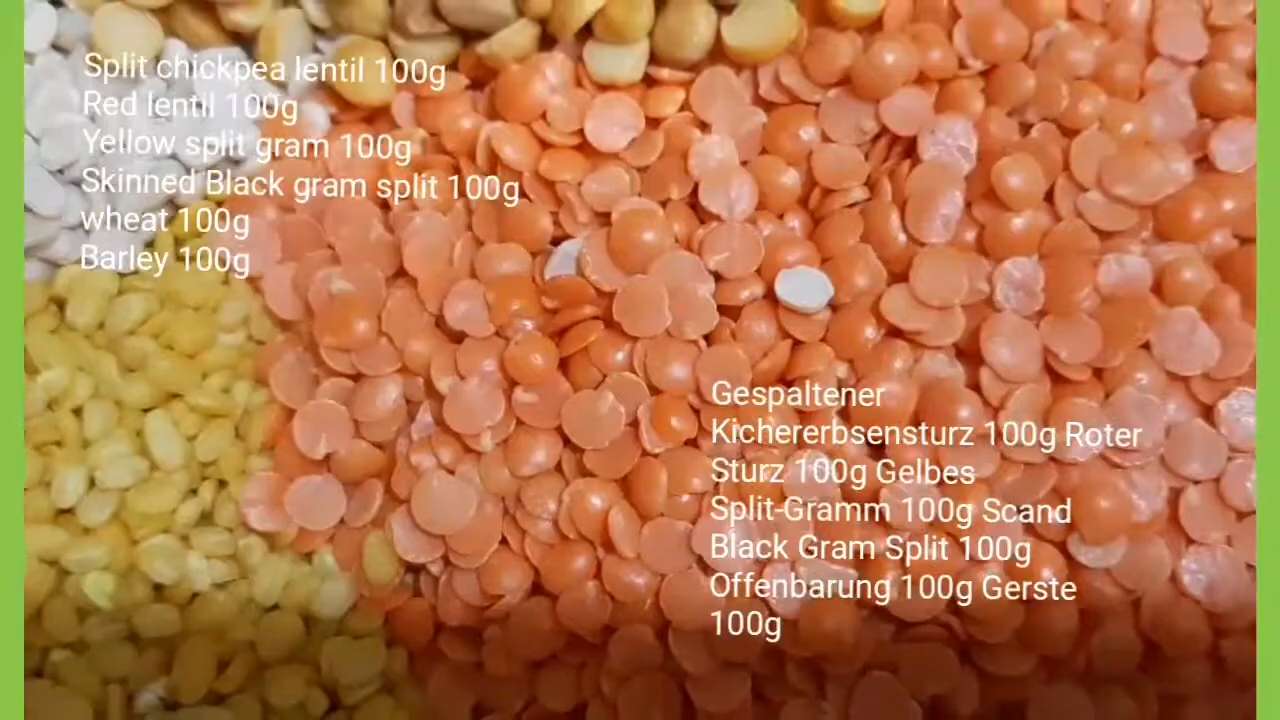 Split chickpea lentil 100g
Red lentil 100g
Yellow split gram 100g
Skinned Black gram split 100g
wheat 100g
Barley 100g
Gespaltener
Kichererbsensturz 100g Roter
Sturz 100g Gelbes
Split-Gramm 100g Scand
Black Gram Split 100g
Offenbarung 100g Gerste
100g